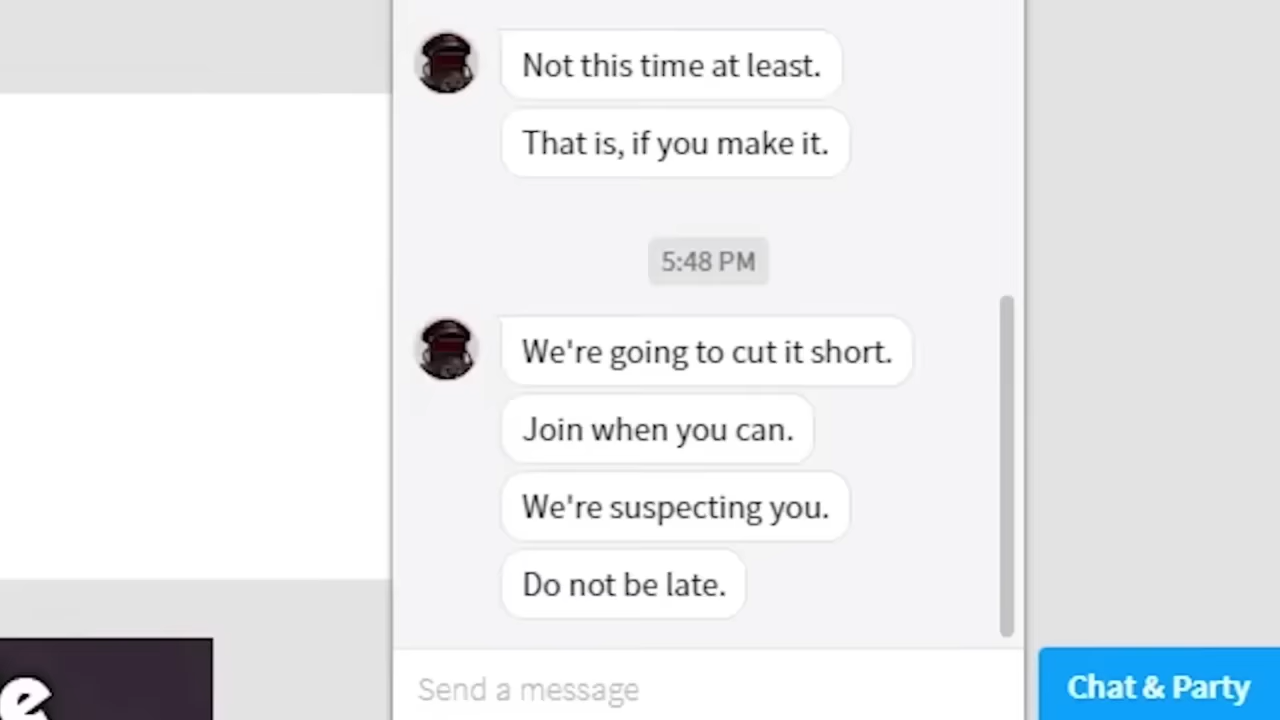 Not this time at least.
That is, if you make it.
5:48 PM
We're going to cut it short.
Join when you can.
We're suspecting you.
Do not be late.
Send a message
Chat & Party
e